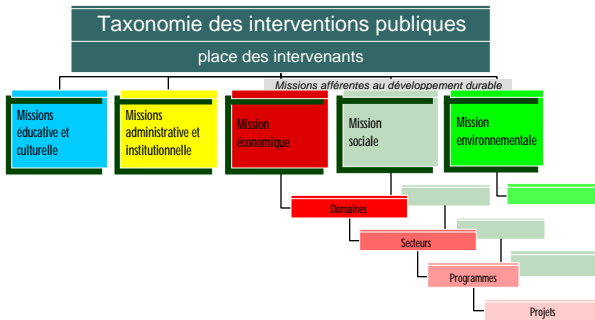 Taxonomie des interventions publiques
place des intervenants
Missions afférentes au développement durable
Missions
éducative et
culturelle
Missions
administrative et
institutionnelle
Mission
économique
Mission
sociale
Mission
environnementale
Domaines
Secteurs
Programmes
Projets